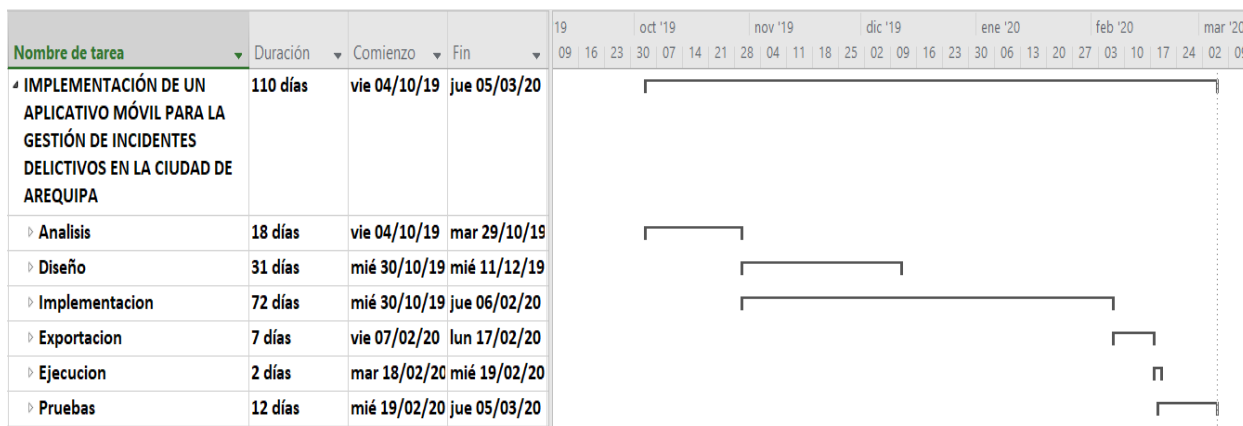 19 oct '19 nov '19 dic '19 ene '20 feb '20 mar '20
Nombre de tarea Duración Comienzo Fin 09 16 23 30 07 14 21 28 04 11 18 25 02 09 16 23 30 06 13 20 27 03 10 17 24 02 09
IMPLEMENTACIÓN DE UN 110 días vie 04/10/19 jue 05/03/20
APLICATIVO MÓVIL PARA LA
GESTIÓN DE INCIDENTES
DELICTIVOS EN LA CIUDAD DE
AREQUIPA
Analisis 18 días vie 04/10/19 mar 29/10/19
Diseño 31 días mié 30/10/19 mié 11/12/19
Implementacion 72 días mié 30/10/19 jue 06/02/20
Exportacion 7 días vie 07/02/20 lun 17/02/20
Ejecucion 2 días mar 18/02/20 mié 19/02/20
Pruebas 12 días mié 19/02/20 jue 05/03/20